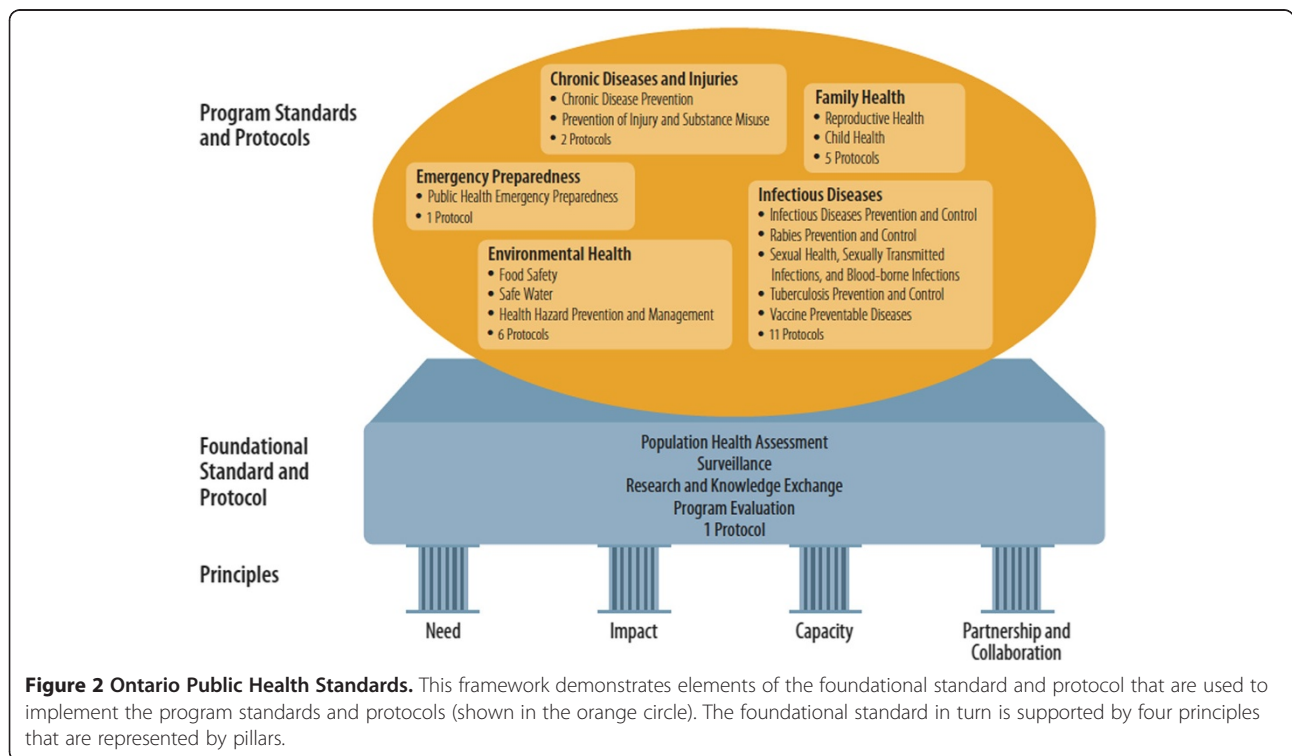 Program Standards
and Protocols
Chronic Diseases and Injuries
• Chronic Disease Prevention
• Prevention of Injury and Substance Misuse
• 2 Protocols
Family Health
• Reproductive Health
• Child Health
• 5 Protocols
Emergency Preparedness
• Public Health Emergency Preparedness
• 1 Protocol
Infectious Diseases
• Infectious Diseases Prevention and Control
• Rabies Prevention and Control
• Sexual Health, Sexually Transmitted
Infections, and Blood-borne Infections
• Tuberculosis Prevention and Control
• Vaccine Preventable Diseases
• 11 Protocols
Environmental Health
• Food Safety
• Safe Water
• Health Hazard Prevention and Management
• 6 Protocols
Foundational
Standard and
Protocol
Population Health Assessment
Surveillance
Research and Knowledge Exchange
Program Evaluation
1 Protocol
Principles
Need
Impact
Capacity
Partnership and
Collaboration
Figure 2 Ontario Public Health Standards. This framework demonstrates elements of the foundational standard and protocol that are used to
implement the program standards and protocols (shown in the orange circle). The foundational standard in turn is supported by four principles
that are represented by pillars.